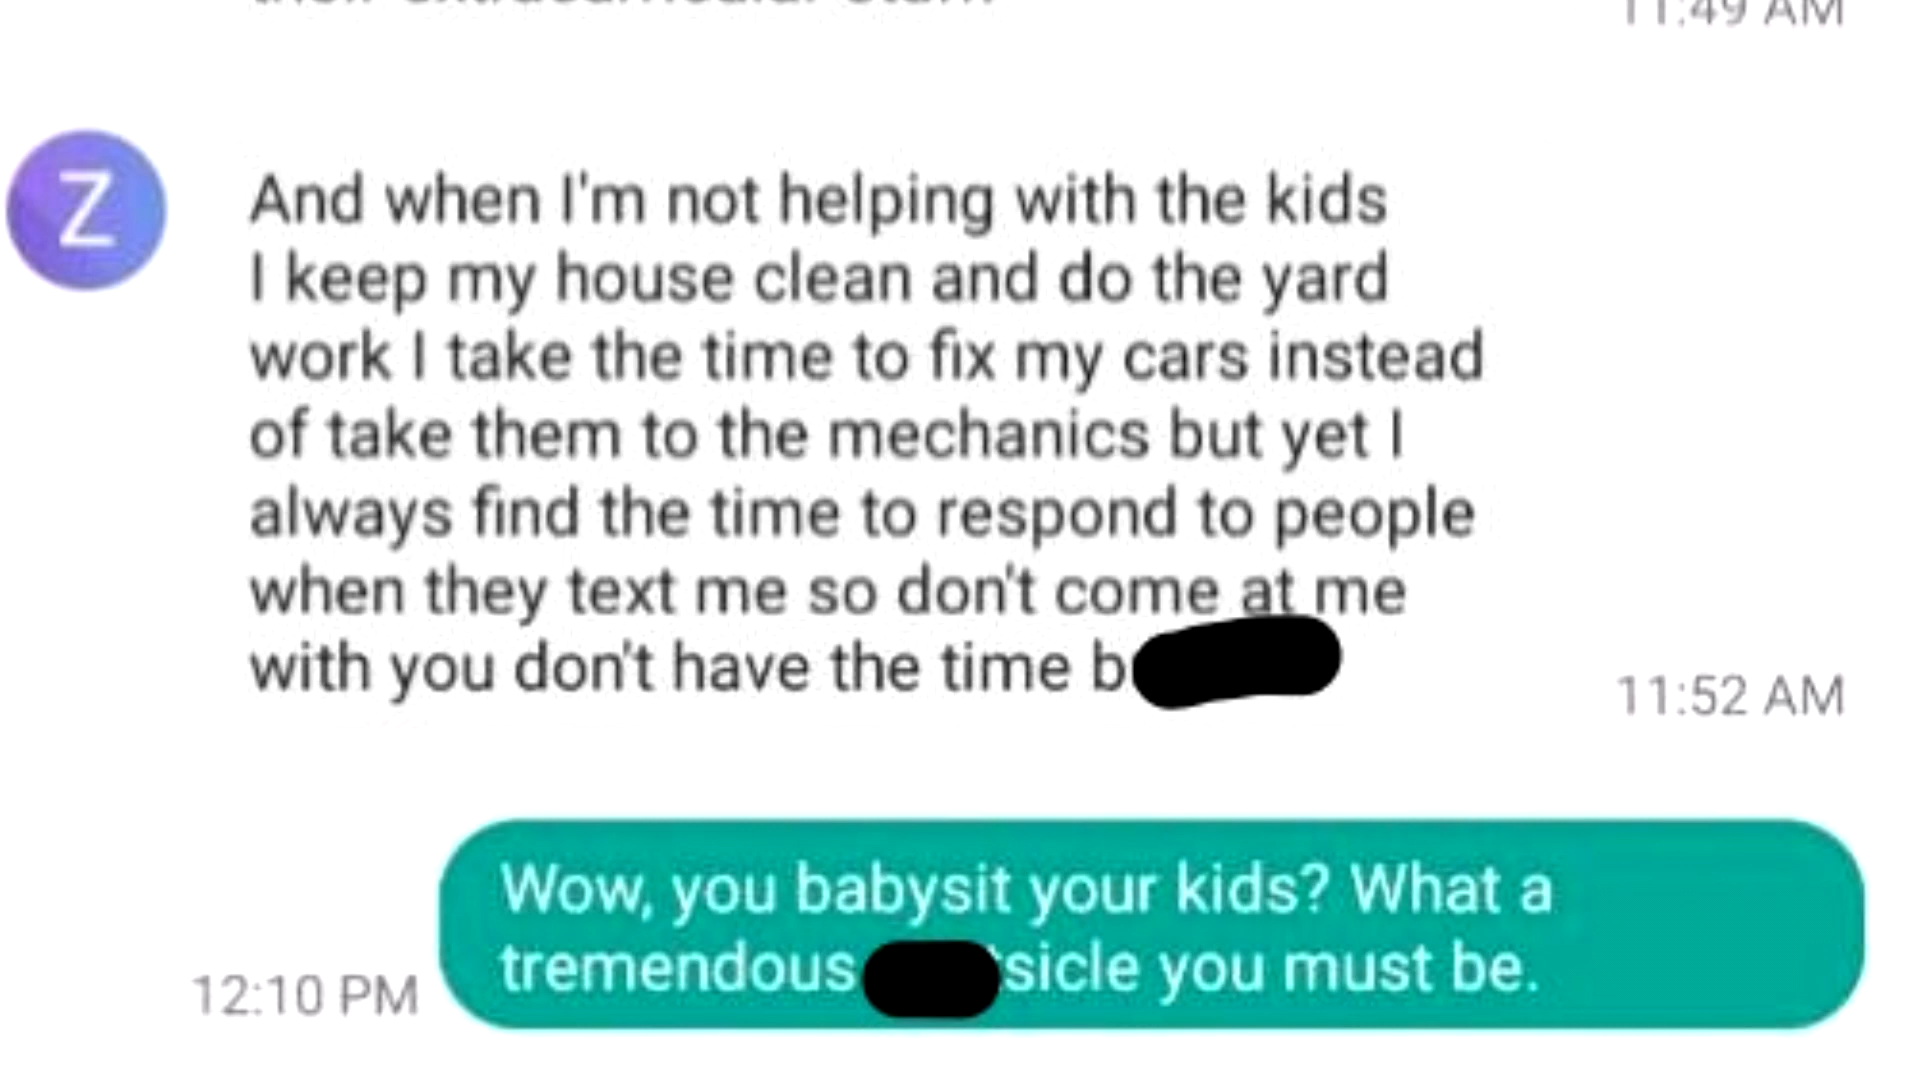 11:49 AM
Z
And when I'm not helping with the kids
I keep my house clean and do the yard
work I take the time to fix my cars instead
of take them to the mechanics but yet I
always find the time to respond to people
when they text me so don't come at me
with you don't have the time b
11:52 AM
Wow, you babysit your kids? What a
tremendous sicle you must be.
12:10 PM